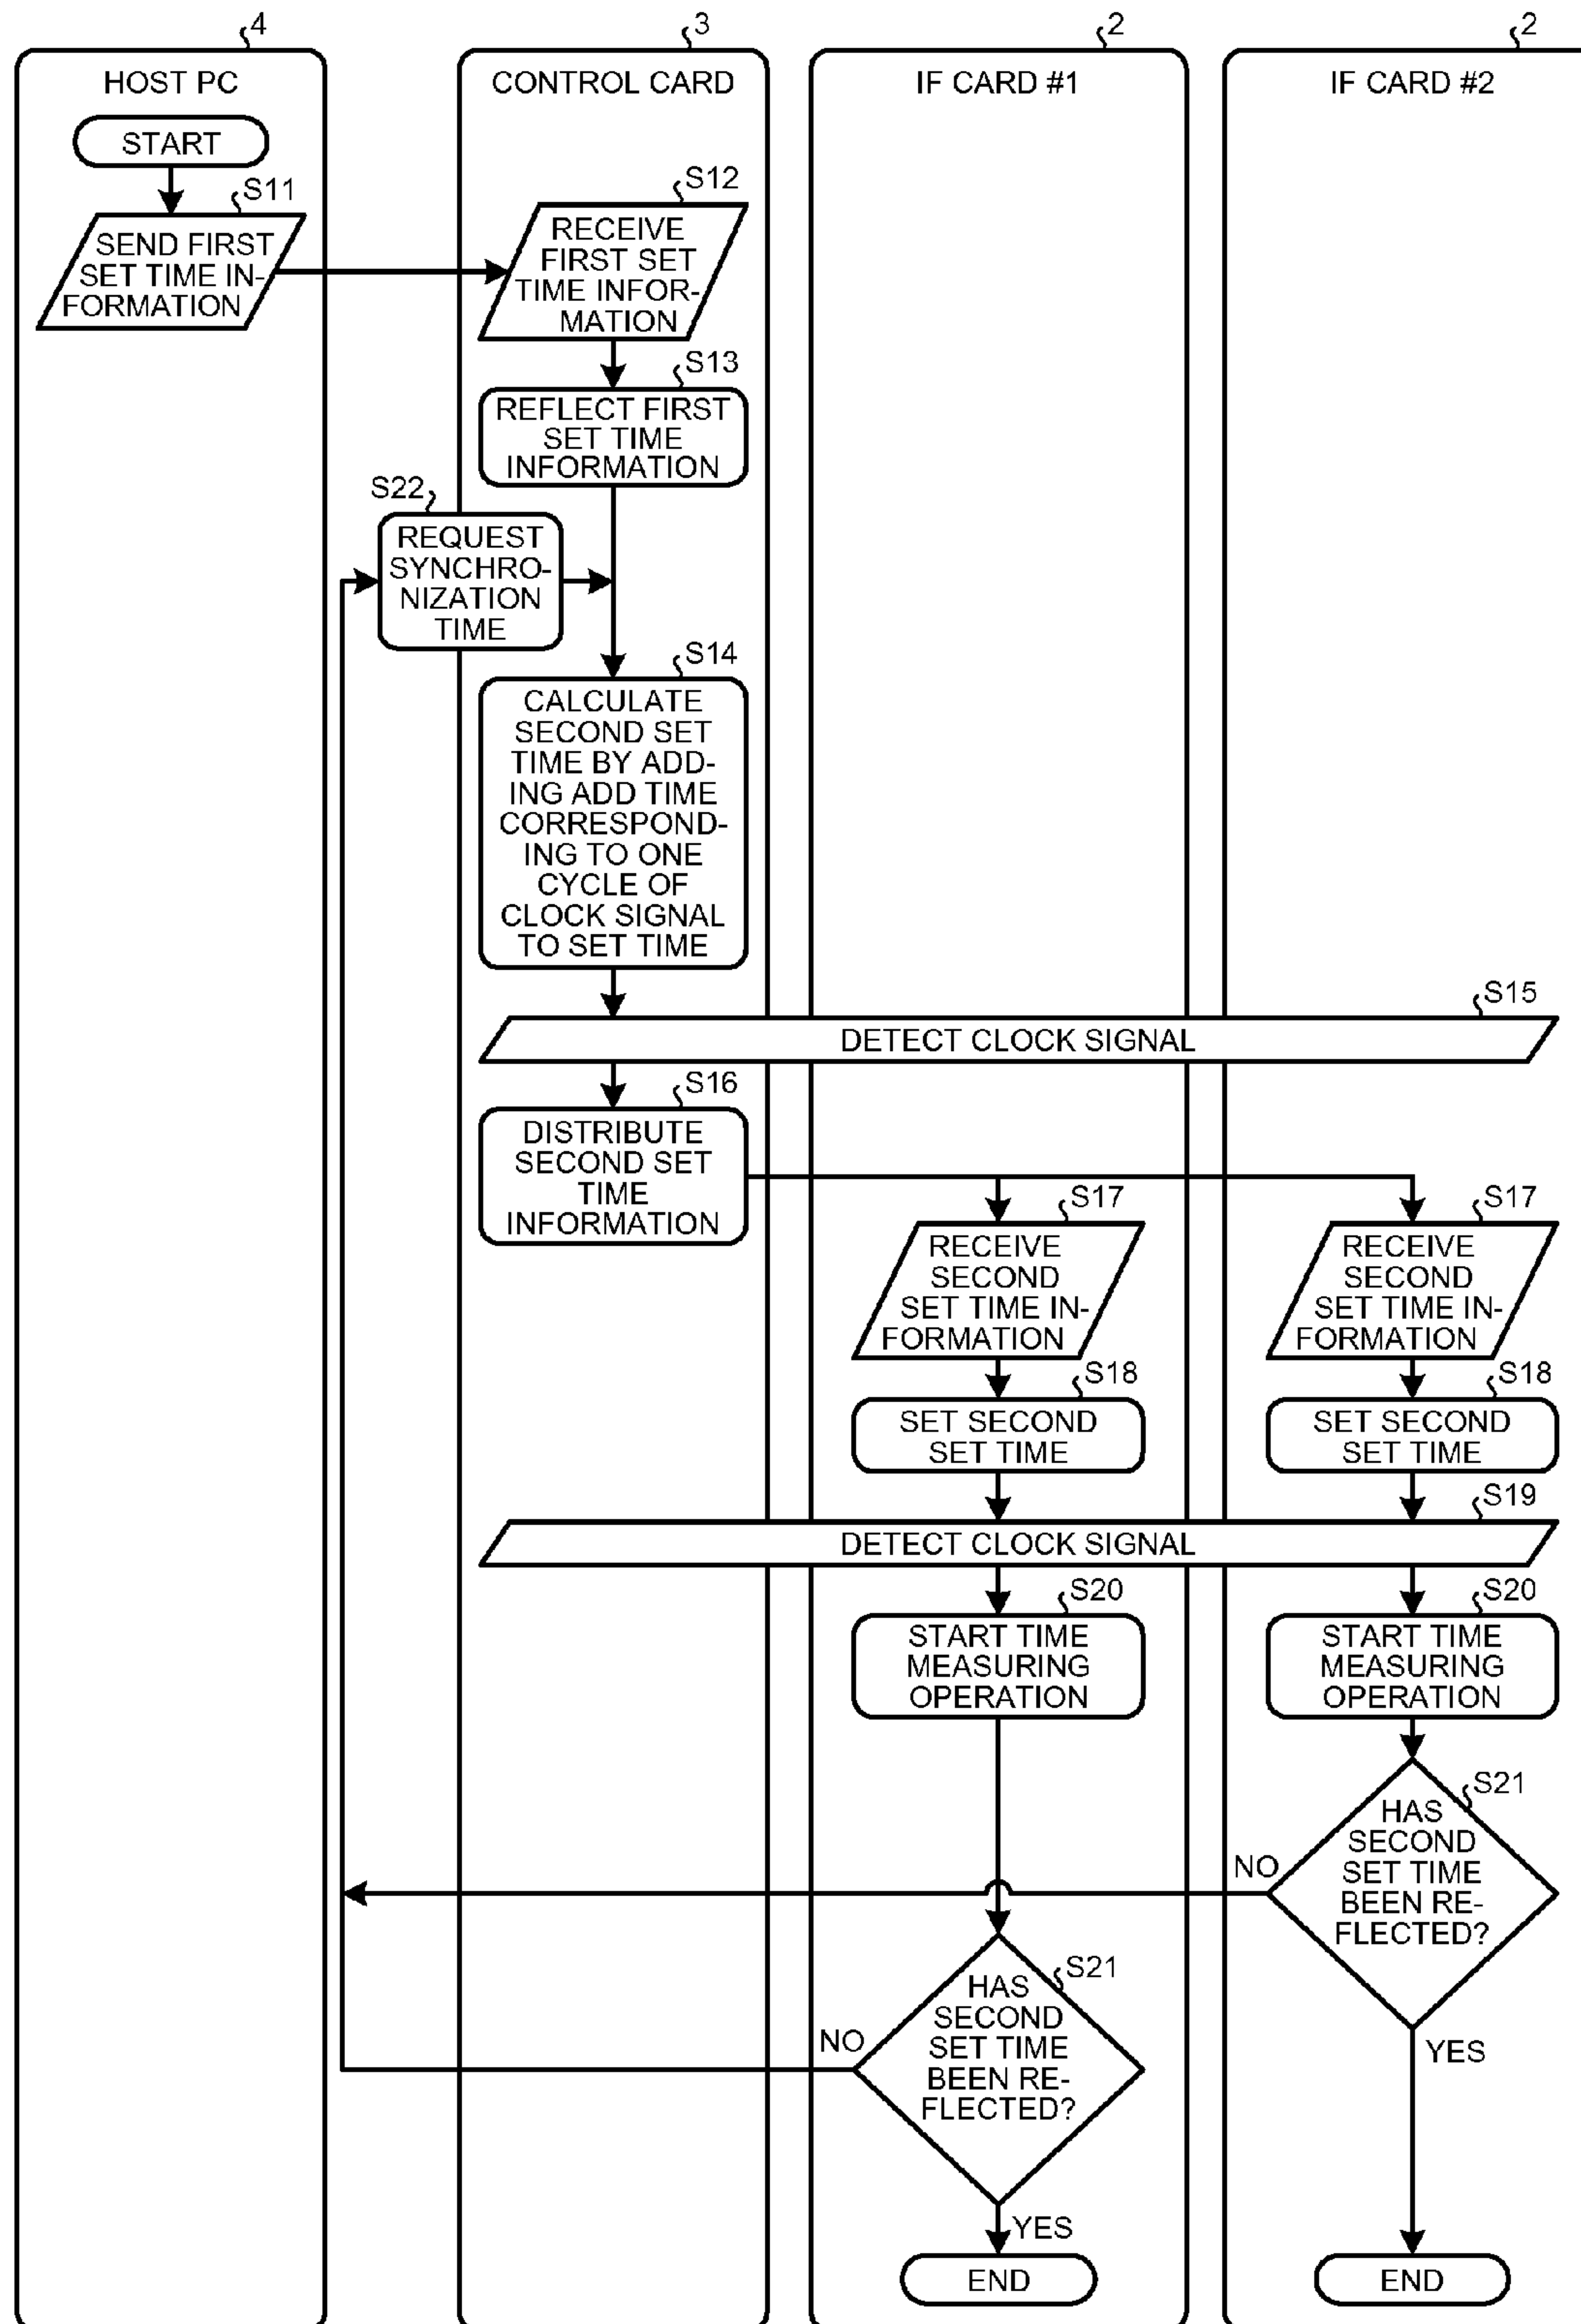 4
3
2
2
HOST PC
CONTROL CARD
IF CARD #1
IF CARD #2
START
S11
SEND FIRST
SET TIME IN-
FORMATION
S12
RECEIVE
FIRST SET
TIME INFOR-
MATION
S13
REFLECT FIRST
SET TIME
INFORMATION
S22
REQUEST
SYNCHRO-
NIZATION
TIME
S14
CALCULATE
SECOND SET
TIME BY ADD-
ING ADD TIME
CORRESPOND-
ING TO ONE
CYCLE OF
CLOCK SIGNAL
TO SET TIME
S15
DETECT CLOCK SIGNAL
S16
DISTRIBUTE
SECOND SET
TIME
INFORMATION
S17
RECEIVE
SECOND
SET TIME IN-
FORMATION
S17
RECEIVE
SECOND
SET TIME IN-
FORMATION
S18
SET SECOND
SET TIME
S18
SET SECOND
SET TIME
S19
DETECT CLOCK SIGNAL
S20
START TIME
MEASURING
OPERATION
S20
START TIME
MEASURING
OPERATION
S21
HAS
SECOND
SET TIME
BEEN RE-
FLECTED?
NO
YES
S21
HAS
SECOND
SET TIME
BEEN RE-
FLECTED?
NO
YES
END
END